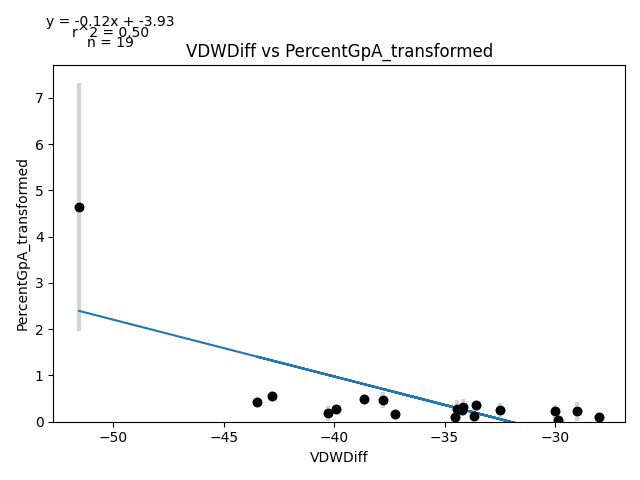 y = -0.12x + -3.93
r^2 = 0.50
n = 19
VDWDiff vs PercentGpA_transformed
PercentGpA_transformed
7
6
5
4
3
2
1
0
−50 −45 −40 −35 −30
VDWDiff